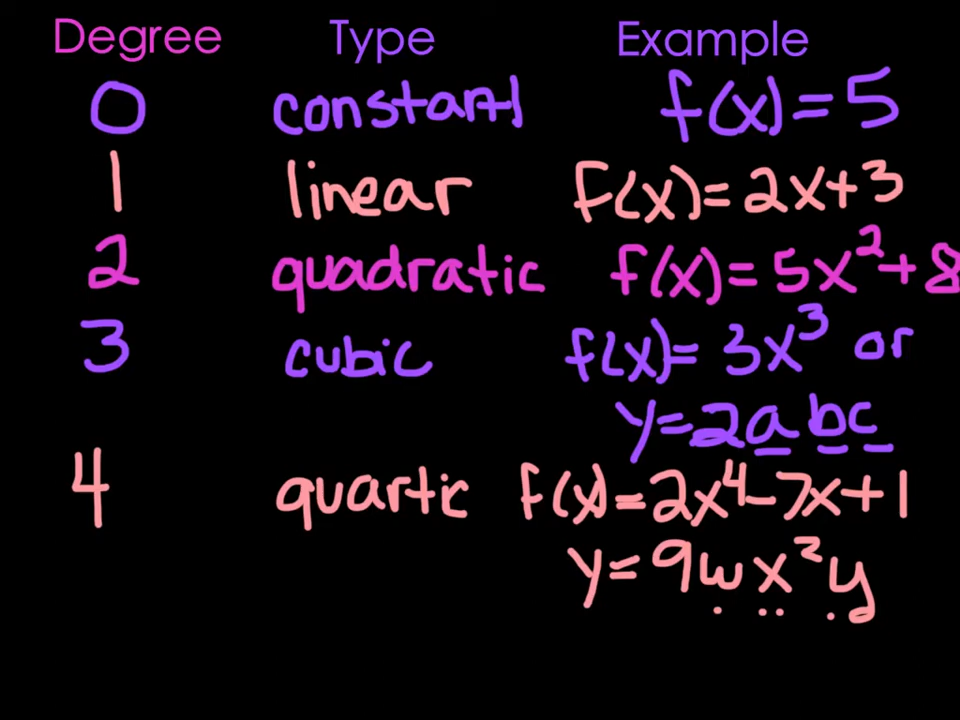 Degree Type Example
0 constant f(x)=5
1 linear f(x)=2x+3
2 quadratic f(x)=5x²+8
3 cubic f(x)=3x³ or
y=2abc
4 quartic f(x)=2x⁴-7x+1
y=9wx²y